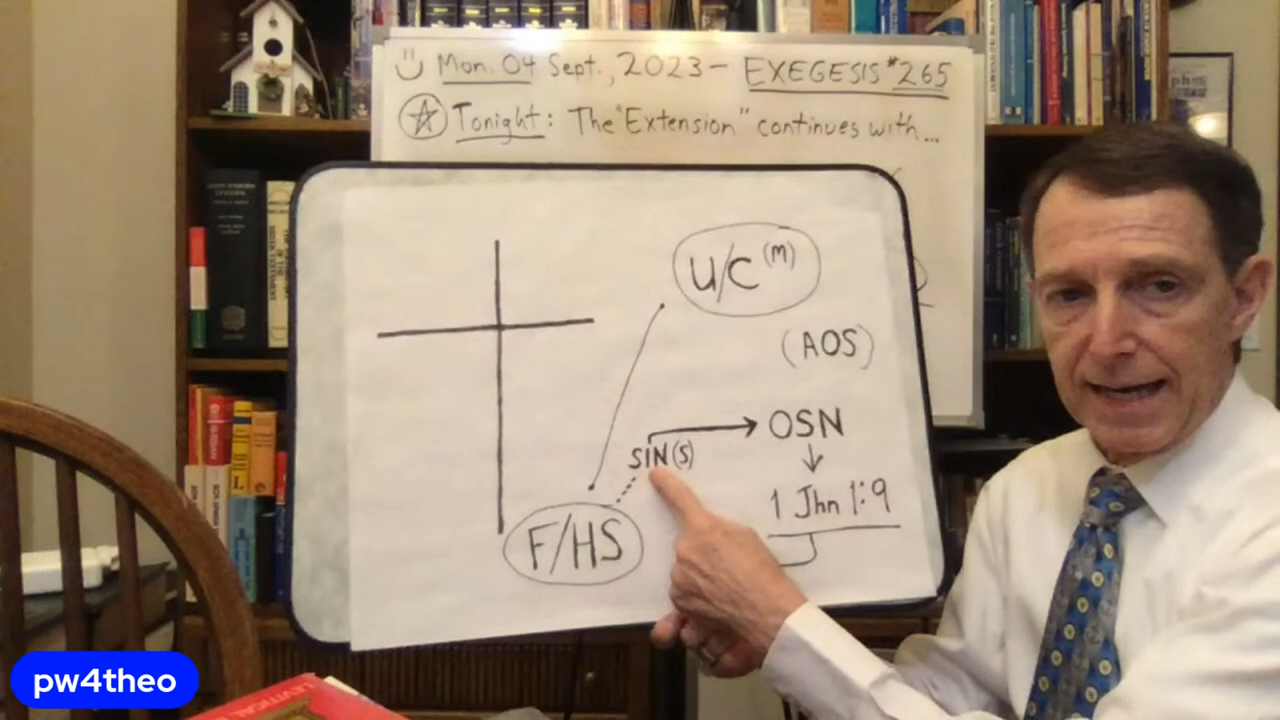 Mon. 04 Sept., 2023 - EXEGESIS #265
Tonight: The "Extension" continues with...
U/C (M)
(AOS)
SIN(S) → OSN
1 Jhn 1:9
F/HS
pw4theo
LEVITICAL